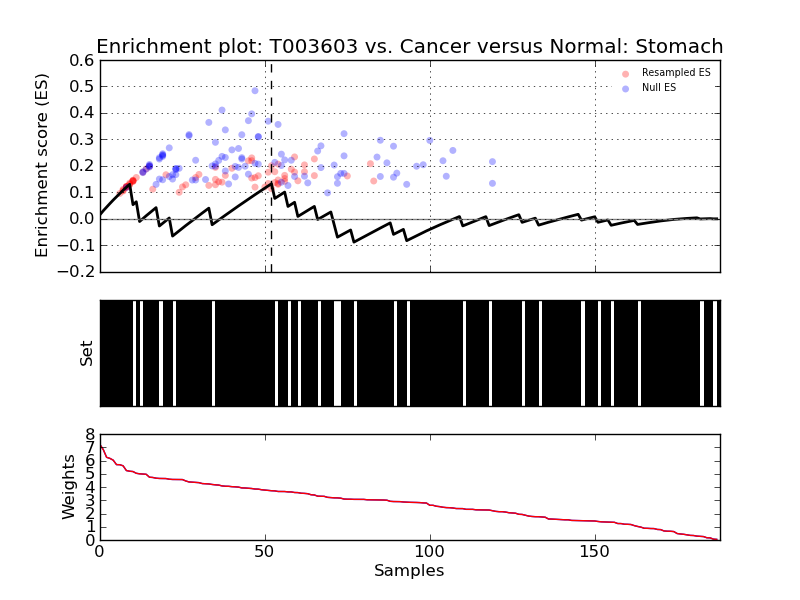 Enrichment plot: T003603 vs. Cancer versus Normal: Stomach
Enrichment score (ES)
0.6
0.5
0.4
0.3
0.2
0.1
0.0
−0.1
−0.2
Resampled ES
Null ES
Set
Weights
8
7
6
5
4
3
2
1
0
0 50 100 150
Samples